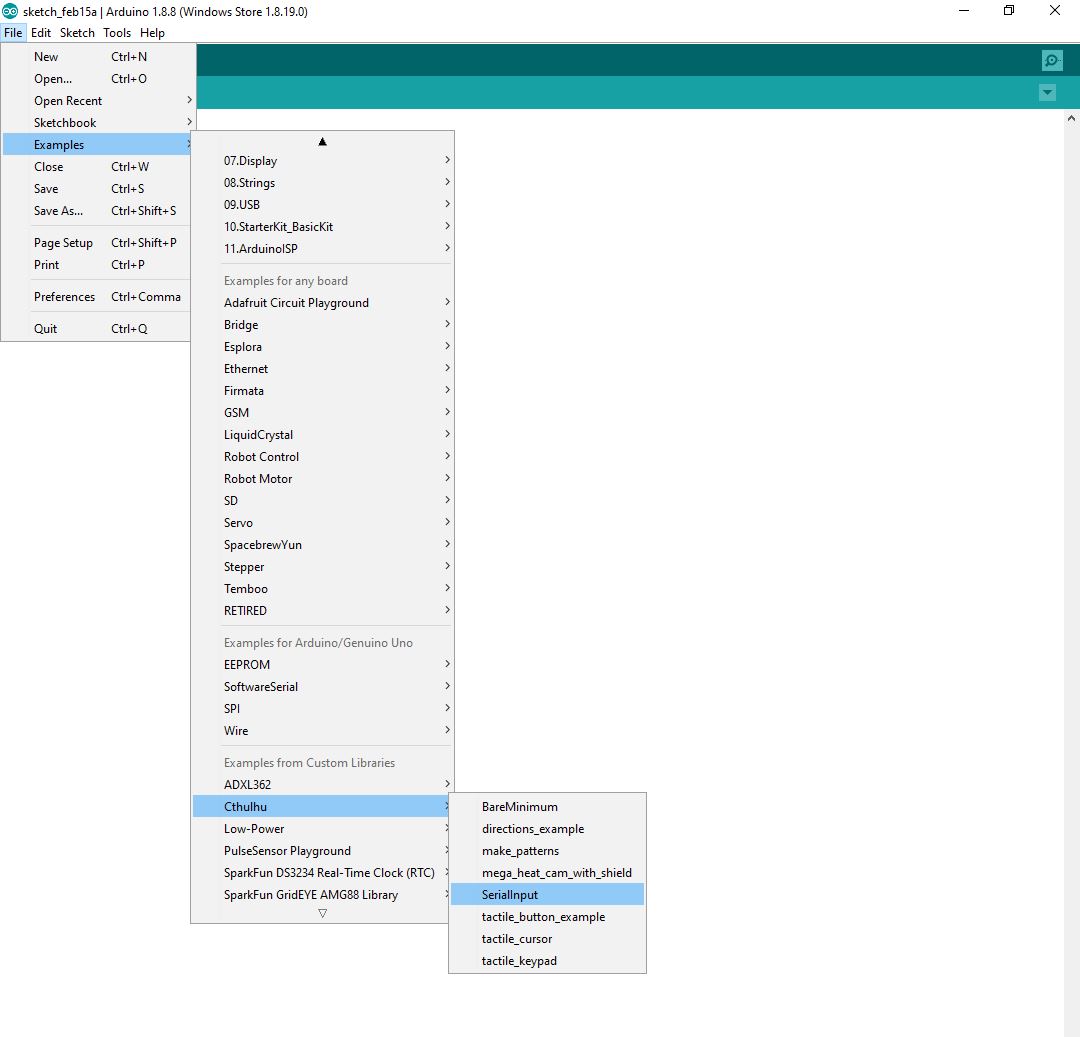 sketch_feb15a | Arduino 1.8.8 (Windows Store 1.8.19.0)
File Edit Sketch Tools Help
New Ctrl+N
Open... Ctrl+O
Open Recent
Sketchbook
Examples
Close Ctrl+W
Save Ctrl+S
Save As... Ctrl+Shift+S
Page Setup Ctrl+Shift+P
Print Ctrl+P
Preferences Ctrl+Comma
Quit Ctrl+Q
07.Display
08.Strings
09.USB
10.StarterKit_BasicKit
11.ArduinoISP
Examples for any board
Adafruit Circuit Playground
Bridge
Esplora
Ethernet
Firmata
GSM
LiquidCrystal
Robot Control
Robot Motor
SD
Servo
SpacebrewYun
Stepper
Temboo
RETIRED
Examples for Arduino/Genuino Uno
EEPROM
SoftwareSerial
SPI
Wire
Examples from Custom Libraries
ADXL362
Cthulhu
Low-Power
PulseSensor Playground
SparkFun DS3234 Real-Time Clock (RTC)
SparkFun GridEYE AMG88 Library
BareMinimum
directions_example
make_patterns
mega_heat_cam_with_shield
SerialInput
tactile_button_example
tactile_cursor
tactile_keypad